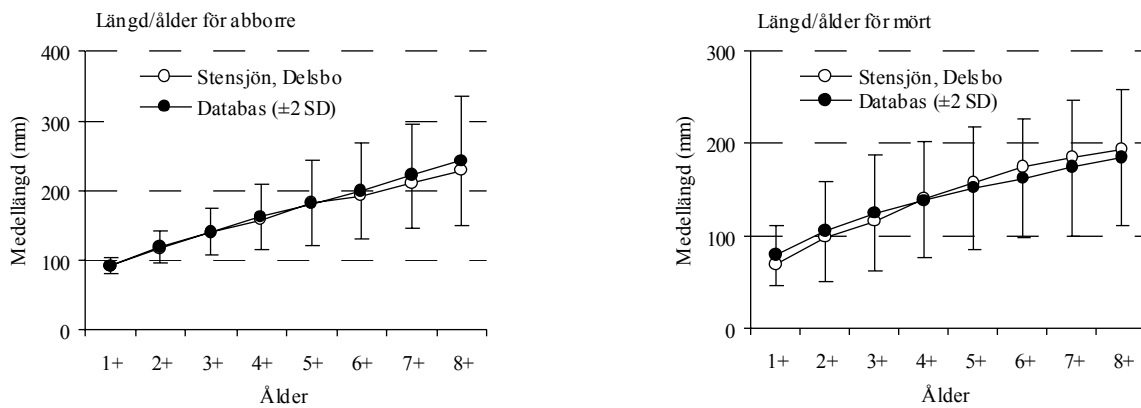 Längd/ålder för abborre
400
300
200
100
0
Medellängd (mm)
Stensjön, Delsbo
Databas (±2 SD)
1+ 2+ 3+ 4+ 5+ 6+ 7+ 8+
Ålder
Längd/ålder för mört
300
200
100
0
Medellängd (mm)
Stensjön, Delsbo
Databas (±2 SD)
1+ 2+ 3+ 4+ 5+ 6+ 7+ 8+
Ålder